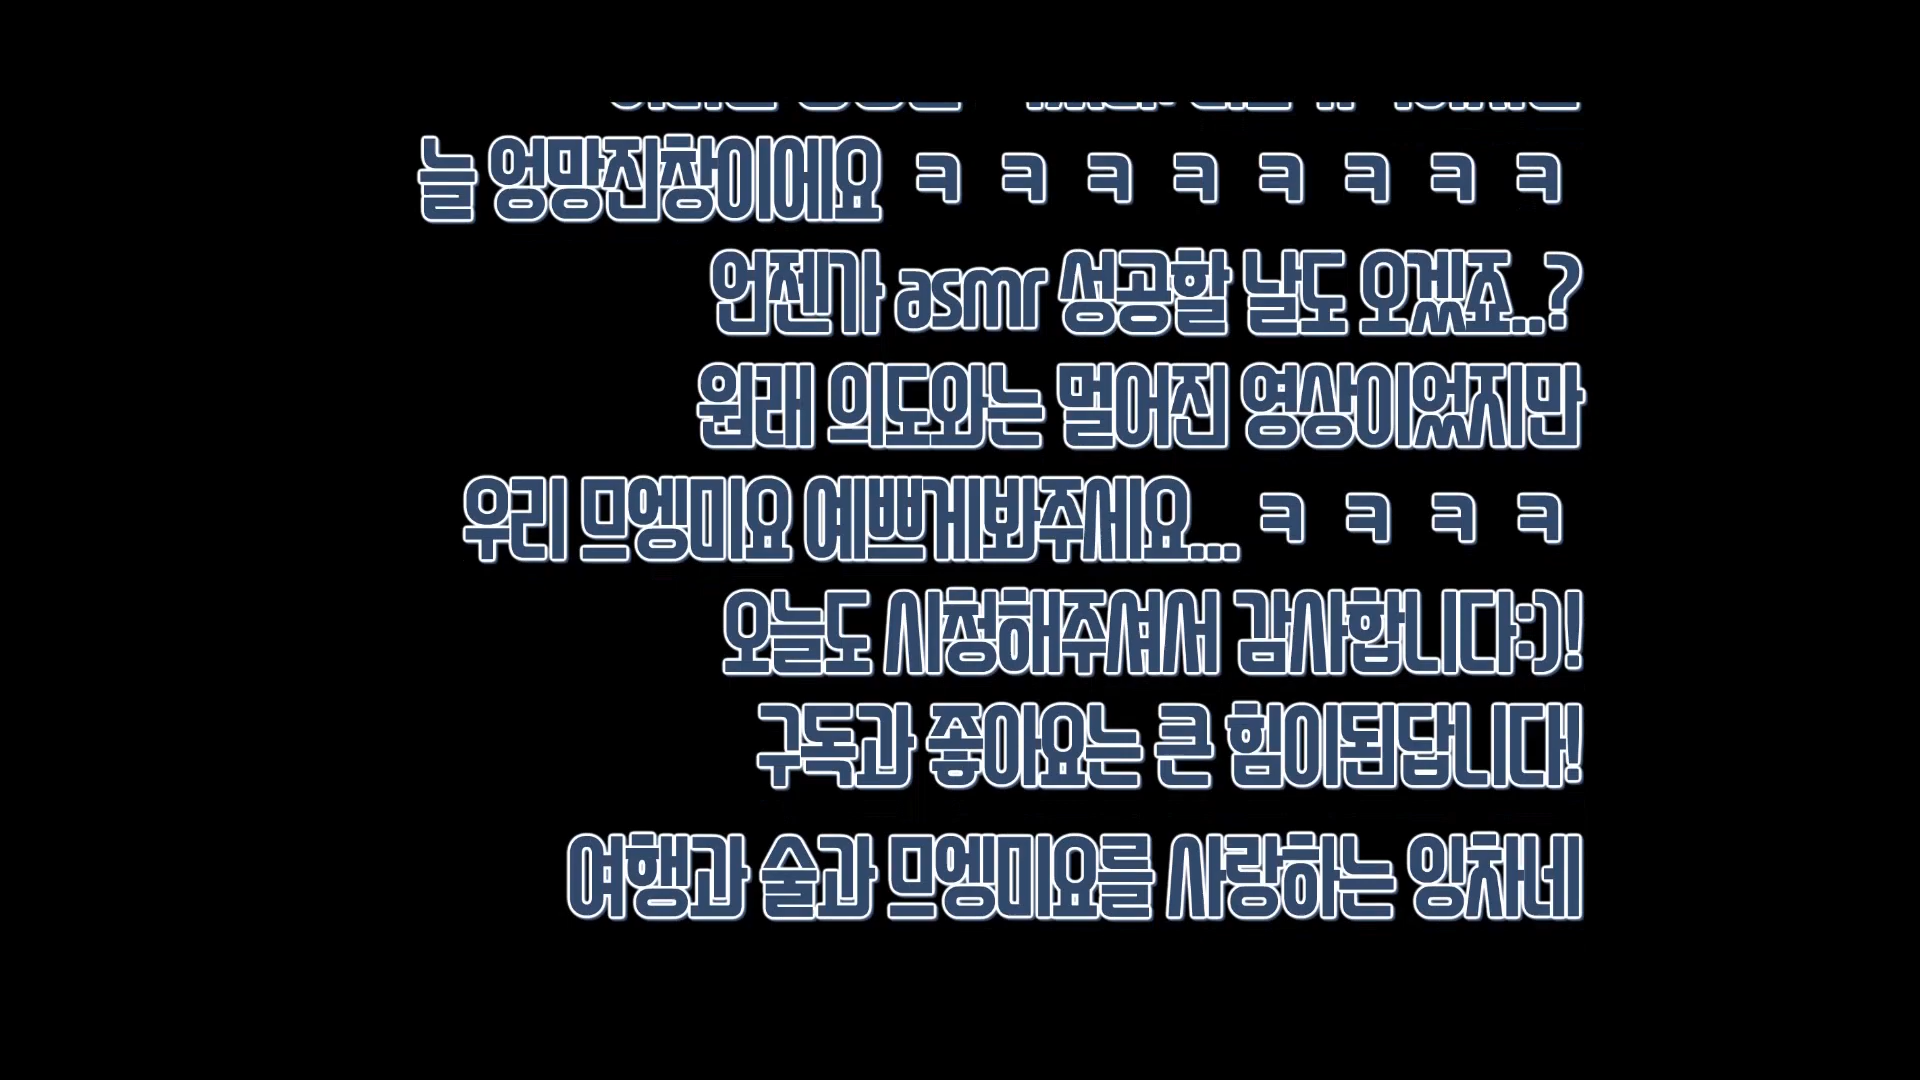 늘 엉망진창이에요 ㅋ ㅋ ㅋ ㅋ ㅋ ㅋ ㅋ ㅋ
언젠가 asmr 성공할 날도 오겠죠..?
원래 의도와는 멀어진 영상이었지만
우리 므엥미요 예쁘게봐주세요... ㅋ ㅋ ㅋ ㅋ
오늘도 시청해주셔서 감사합니다:)!
구독과 좋아요는 큰 힘이된답니다!
여행과 술과 므엥미요를 사랑하는 잉차네